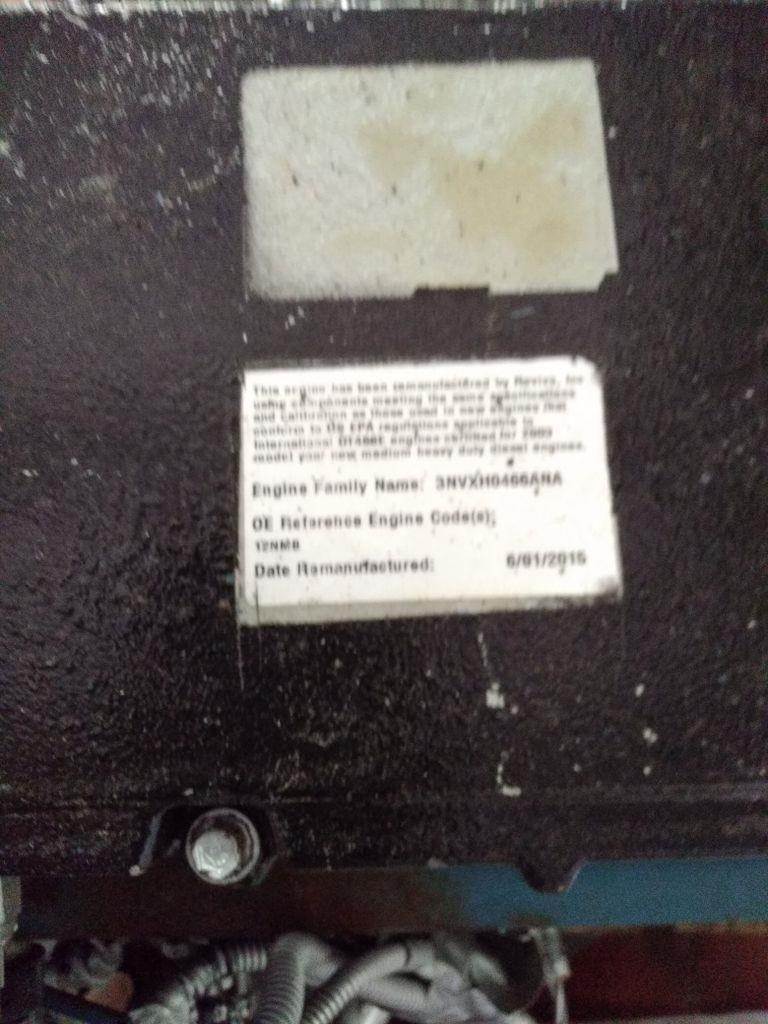 This engine has been remanufactured by Reviva, Inc
using components meeting the same specifications
and calibration as those used in new engines that
conform to US EPA regulations applicable to
International DT466E engines certified for 2003
model year new medium heavy duty diesel engines.
Engine Family Name: 3NVXH0466ANA
OE Reference Engine Code(s):
12NMB
Date Remanufactured: 6/01/2015